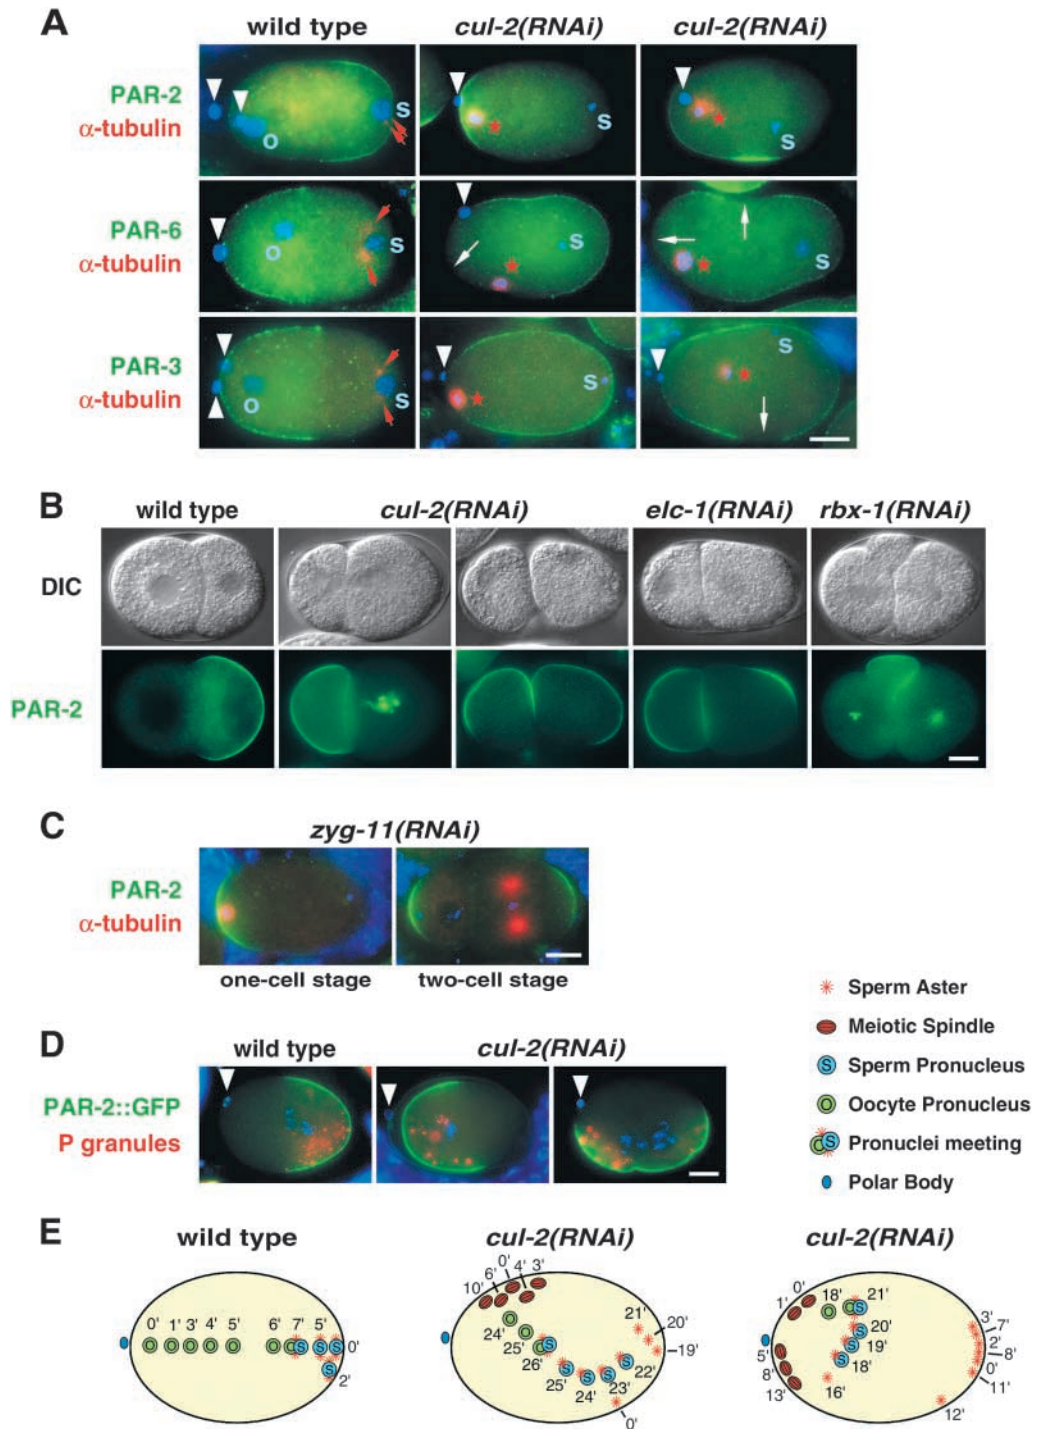 A
wild type cul-2(RNAi) cul-2(RNAi)
PAR-2
α-tubulin
O S S S
PAR-6
α-tubulin
O S S S
PAR-3
α-tubulin
O S S S
B
wild type cul-2(RNAi) elc-1(RNAi) rbx-1(RNAi)
DIC
PAR-2
C
zyg-11(RNAi)
PAR-2
α-tubulin
one-cell stage two-cell stage
Sperm Aster
Meiotic Spindle
S Sperm Pronucleus
O Oocyte Pronucleus
O S Pronuclei meeting
Polar Body
D
wild type cul-2(RNAi)
PAR-2::GFP
P granules
E
wild type cul-2(RNAi) cul-2(RNAi)
0' 1' 3' 4' 5' 6' 7' 5' 0' 2'
10' 6' 0' 4' 3' 24' 25' 26' 25' 24' 23' 22' 21' 20' 19' 0'
0' 1' 18' 21' 20' 19' 18' 16' 5' 8' 13' 3' 7' 2' 8' 0' 11' 12'